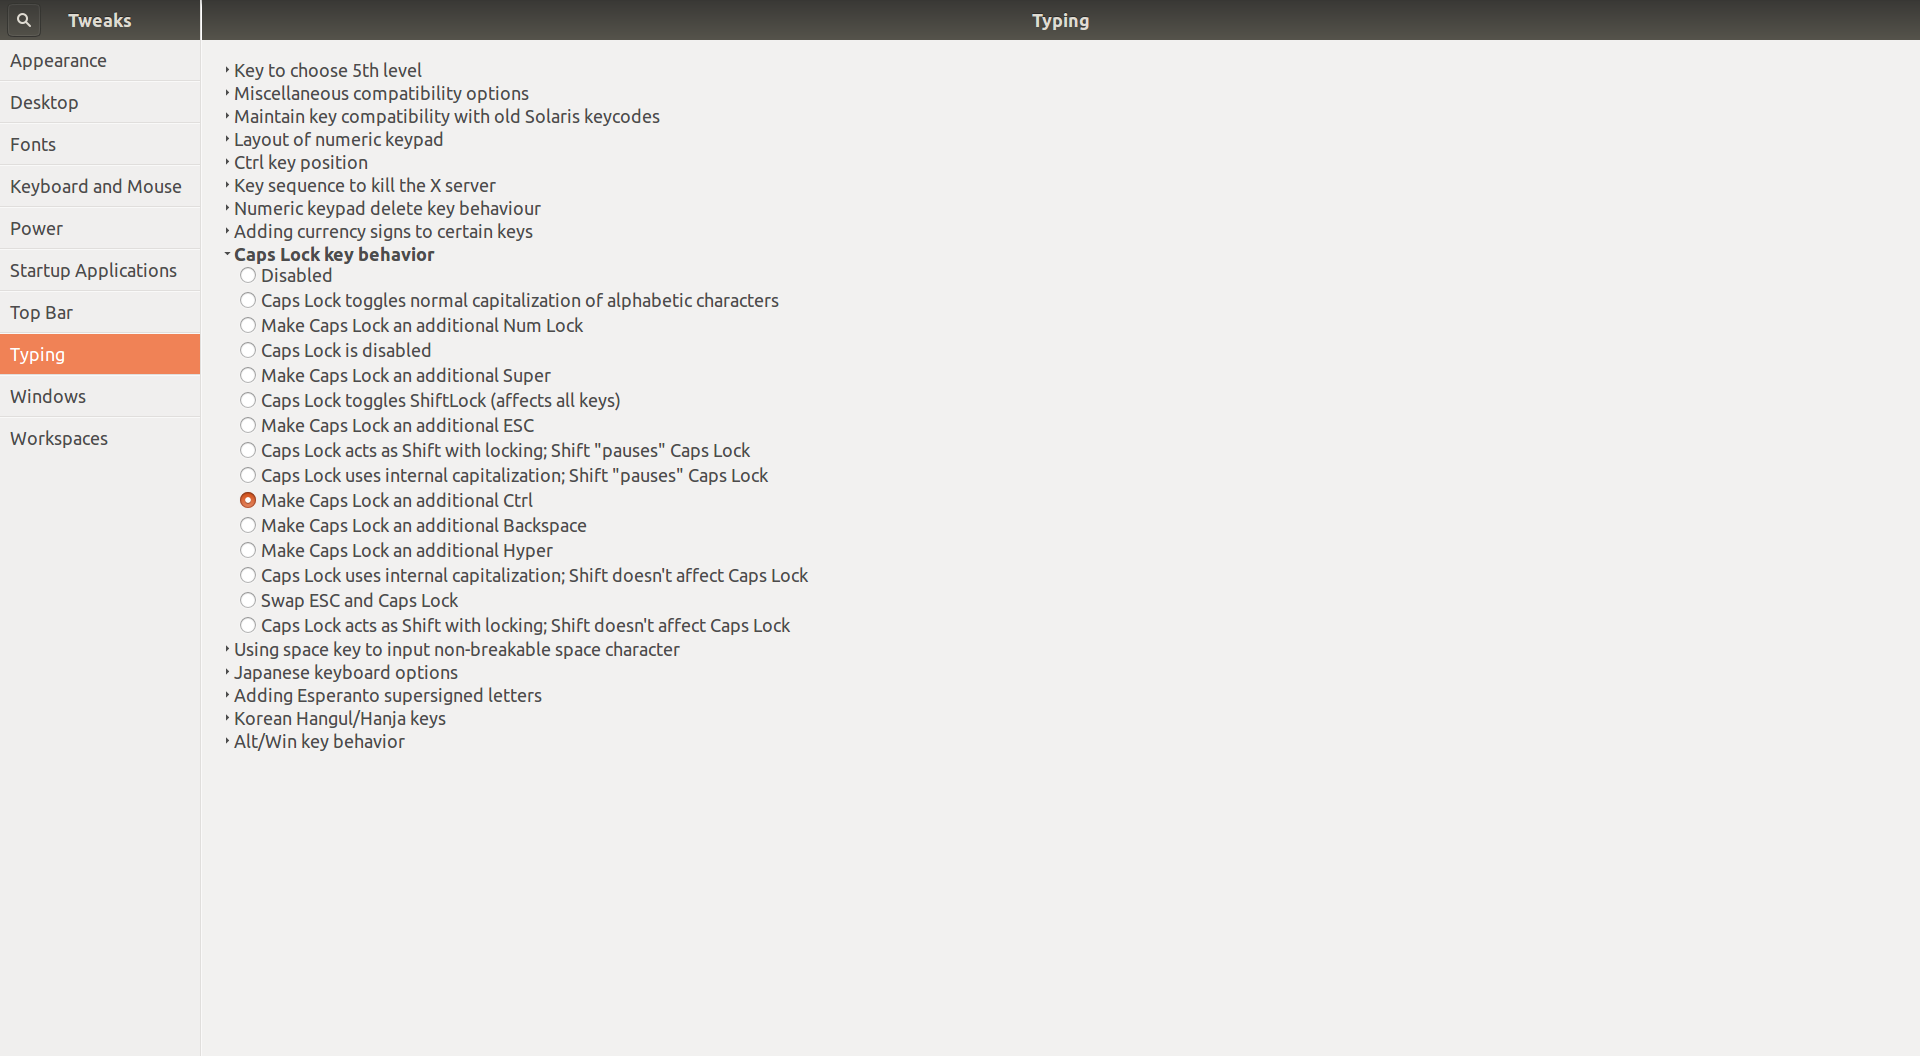 Tweaks
Typing
Appearance
Desktop
Fonts
Keyboard and Mouse
Power
Startup Applications
Top Bar
Typing
Windows
Workspaces
Key to choose 5th level
Miscellaneous compatibility options
Maintain key compatibility with old Solaris keycodes
Layout of numeric keypad
Ctrl key position
Key sequence to kill the X server
Numeric keypad delete key behaviour
Adding currency signs to certain keys
Caps Lock key behavior
Disabled
Caps Lock toggles normal capitalization of alphabetic characters
Make Caps Lock an additional Num Lock
Caps Lock is disabled
Make Caps Lock an additional Super
Caps Lock toggles ShiftLock (affects all keys)
Make Caps Lock an additional ESC
Caps Lock acts as Shift with locking; Shift "pauses" Caps Lock
Caps Lock uses internal capitalization; Shift "pauses" Caps Lock
Make Caps Lock an additional Ctrl
Make Caps Lock an additional Backspace
Make Caps Lock an additional Hyper
Caps Lock uses internal capitalization; Shift doesn't affect Caps Lock
Swap ESC and Caps Lock
Caps Lock acts as Shift with locking; Shift doesn't affect Caps Lock
Using space key to input non-breakable space character
Japanese keyboard options
Adding Esperanto supersigned letters
Korean Hangul/Hanja keys
Alt/Win key behavior